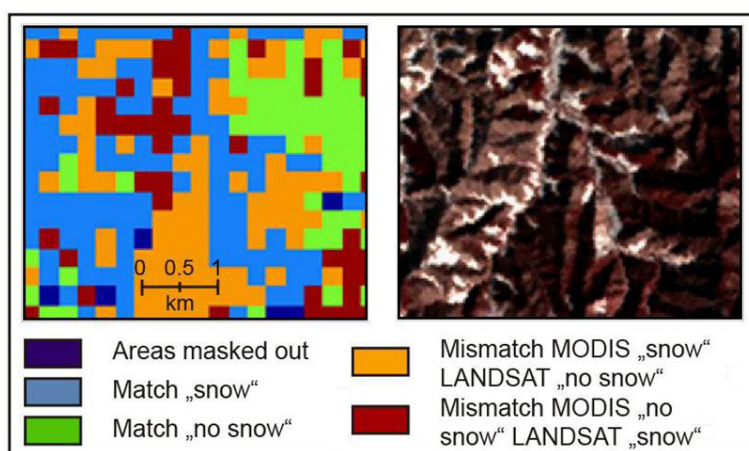 0 0.5 1
km
Areas masked out
Match „snow“
Match „no snow“
Mismatch MODIS „snow“
LANDSAT „no snow“
Mismatch MODIS „no
snow“ LANDSAT „snow“